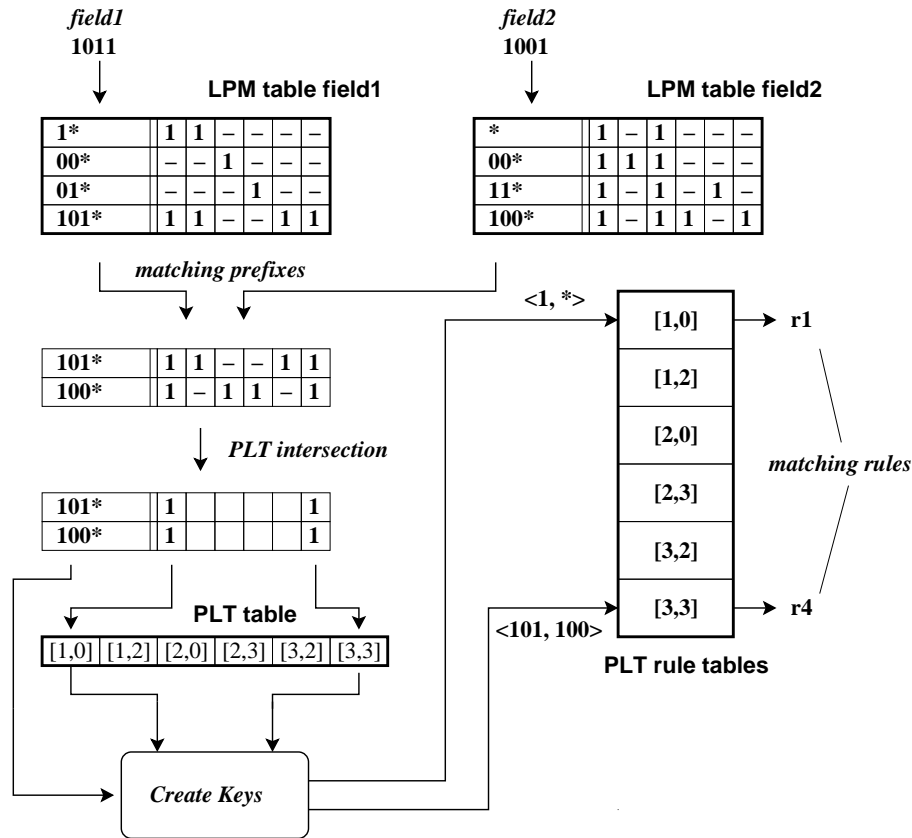 field1
1011
field2
1001
LPM table field1
LPM table field2
1* 1 1 – – – –
00* – – 1 – – –
01* – – – 1 – –
101* 1 1 – – 1 1
* 1 – 1 – – –
00* 1 1 1 – – –
11* 1 – 1 – 1 –
100* 1 – 1 1 – 1
matching prefixes
<1, *>
101* 1 1 – – 1 1
100* 1 – 1 1 – 1
PLT intersection
101* 1 1
100* 1 1
PLT table
[1,0] [1,2] [2,0] [2,3] [3,2] [3,3]
Create Keys
<101, 100>
[1,0]
[1,2]
[2,0]
[2,3]
[3,2]
[3,3]
r1
matching rules
r4
PLT rule tables